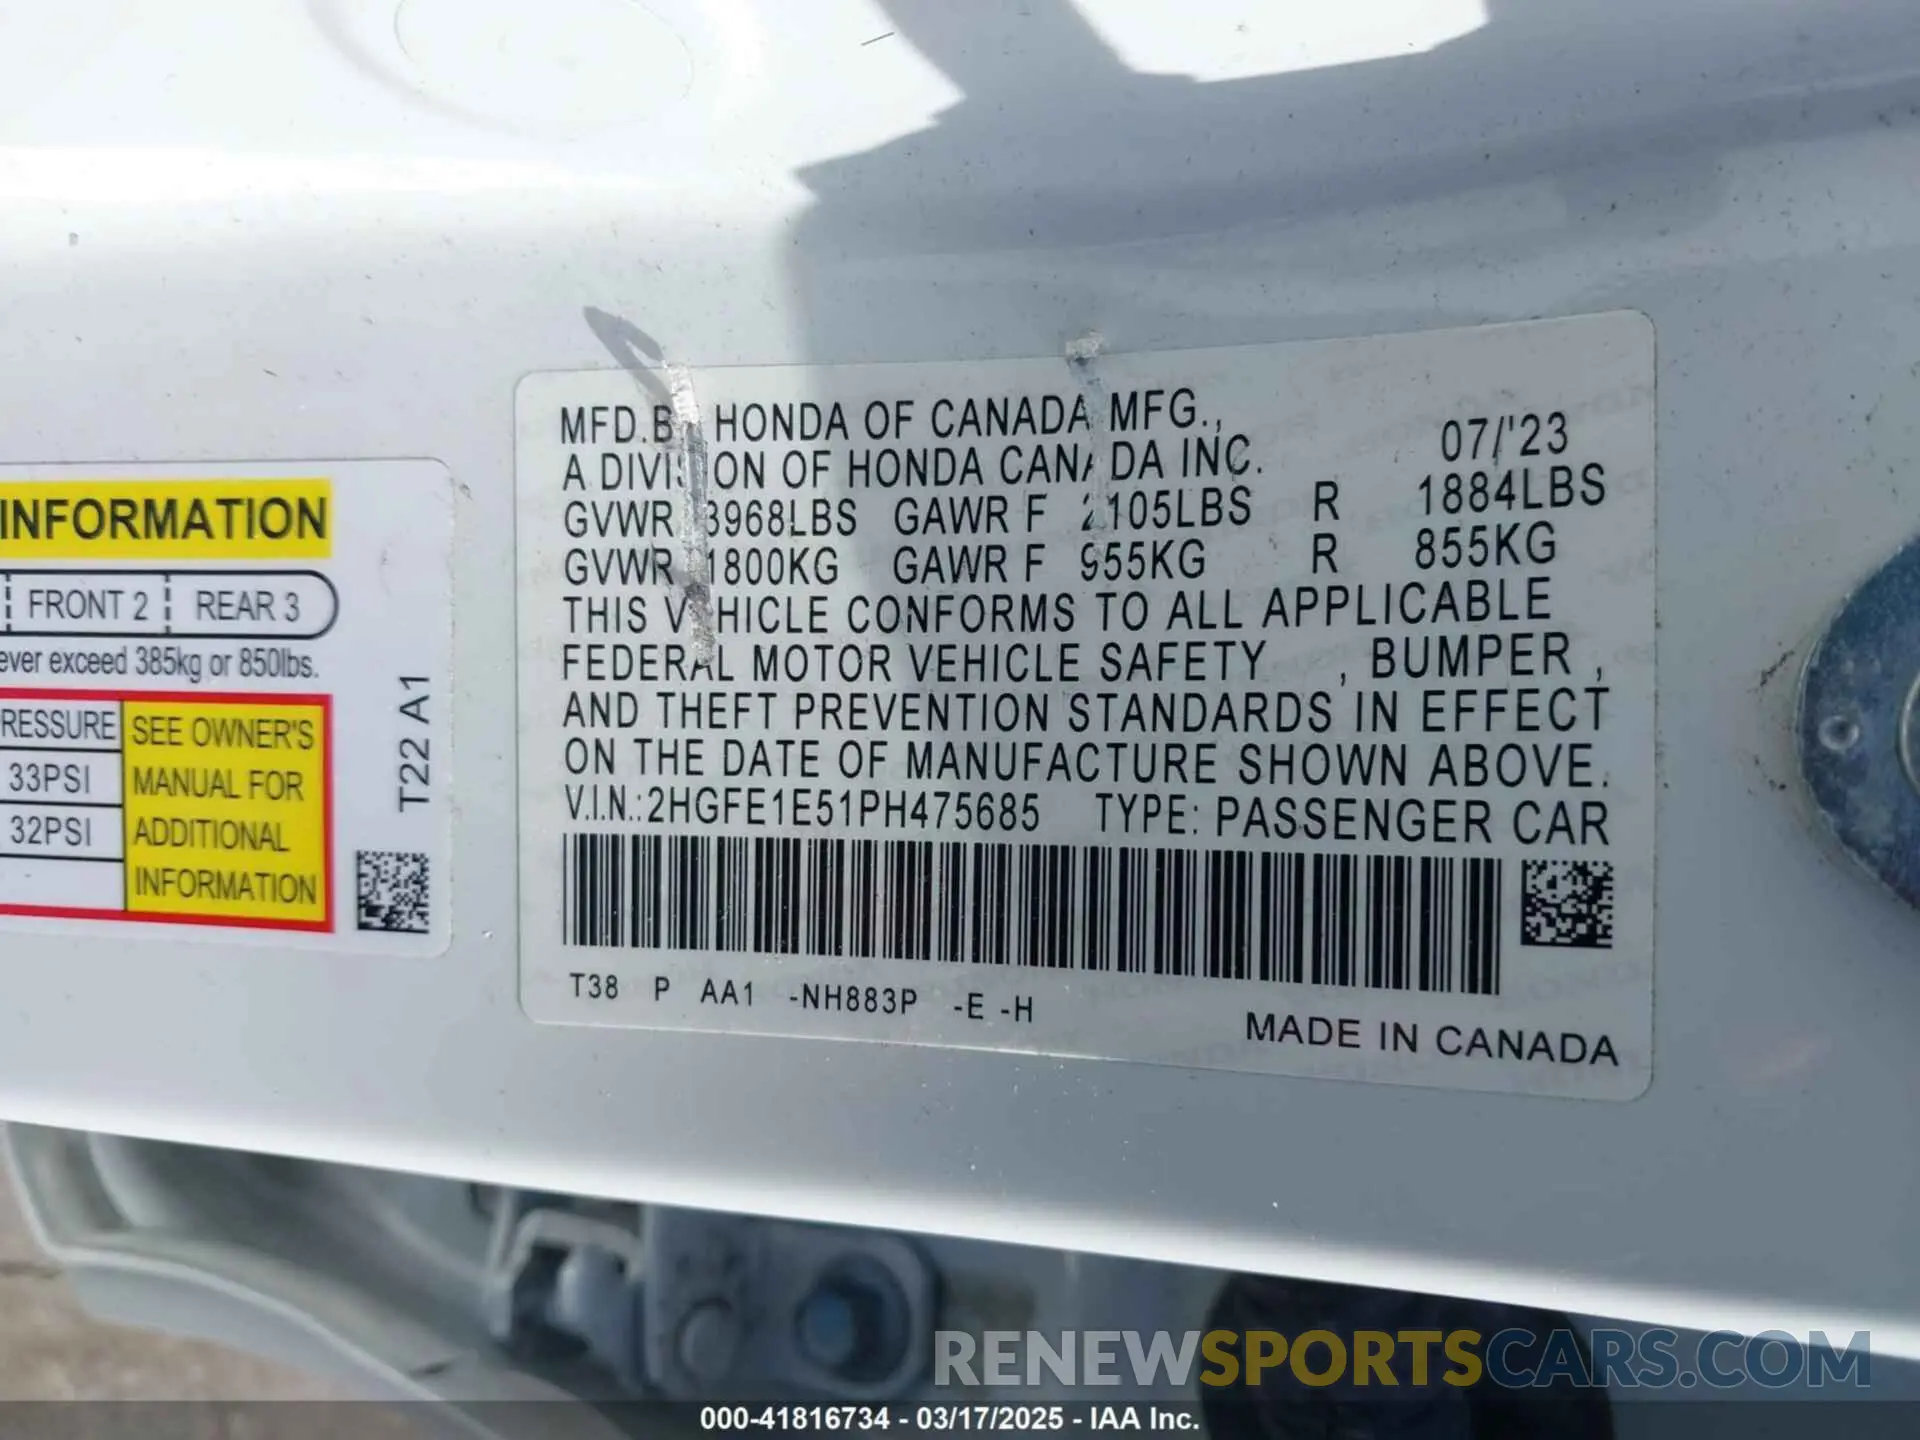 INFORMATION
FRONT 2 REAR 3
ever exceed 385kg or 850lbs.
RESSURE
33PSI
32PSI
SEE OWNER'S
MANUAL FOR
ADDITIONAL
INFORMATION
T22 A1
MFD.B HONDA OF CANADA MFG.,
A DIVISION OF HONDA CANADA INC. 07/'23
GVWR 3968LBS GAWR F 2105LBS R 1884LBS
GVWR 1800KG GAWR F 955KG R 855KG
THIS VEHICLE CONFORMS TO ALL APPLICABLE
FEDERAL MOTOR VEHICLE SAFETY , BUMPER ,
AND THEFT PREVENTION STANDARDS IN EFFECT
ON THE DATE OF MANUFACTURE SHOWN ABOVE.
V.I.N.:2HGFE1E51PH475685 TYPE: PASSENGER CAR
T38 P AA1 -NH883P -E -H
MADE IN CANADA
RENEWSPORTSCARS.COM
000-41816734 - 03/17/2025 - IAA Inc.